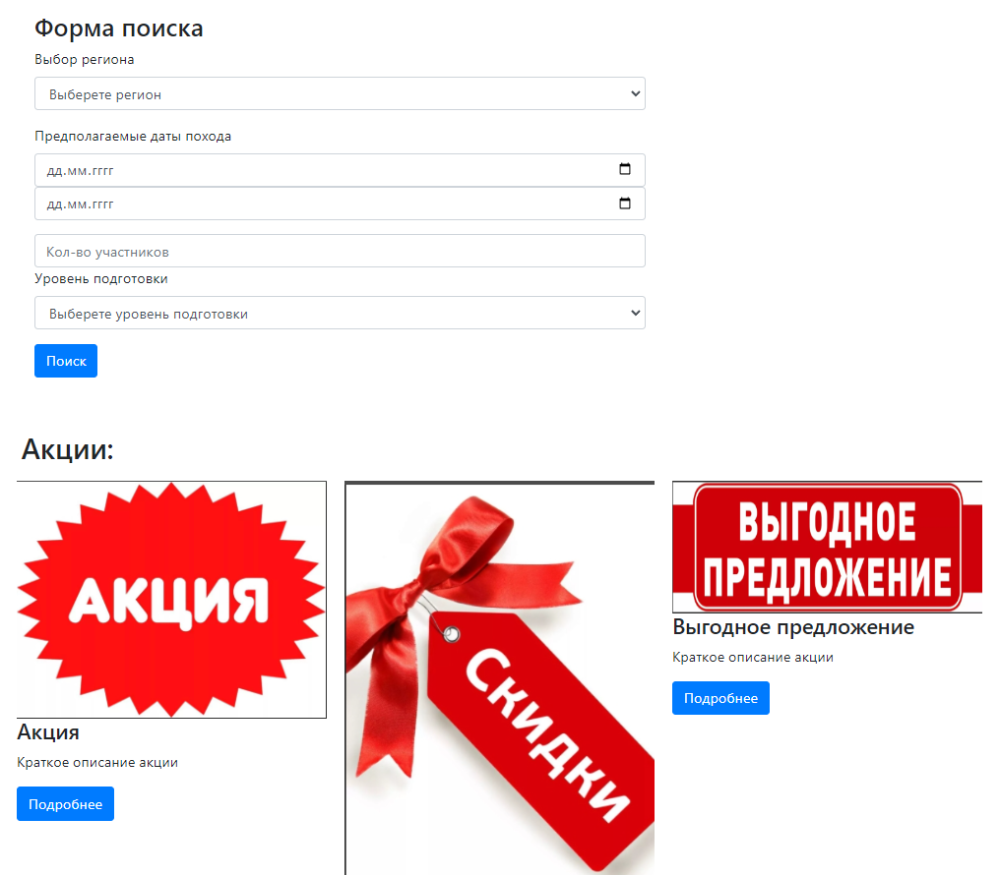 Форма поиска
Выбор региона
Выберете регион
Предполагаемые даты похода
дд.мм.гггг
дд.мм.гггг
Кол-во участников
Уровень подготовки
Выберете уровень подготовки
Поиск
Акции:
АКЦИЯ
Акция
Краткое описание акции
Подробнее
СКИДКИ
ВЫГОДНОЕ
ПРЕДЛОЖЕНИЕ
Выгодное предложение
Краткое описание акции
Подробнее